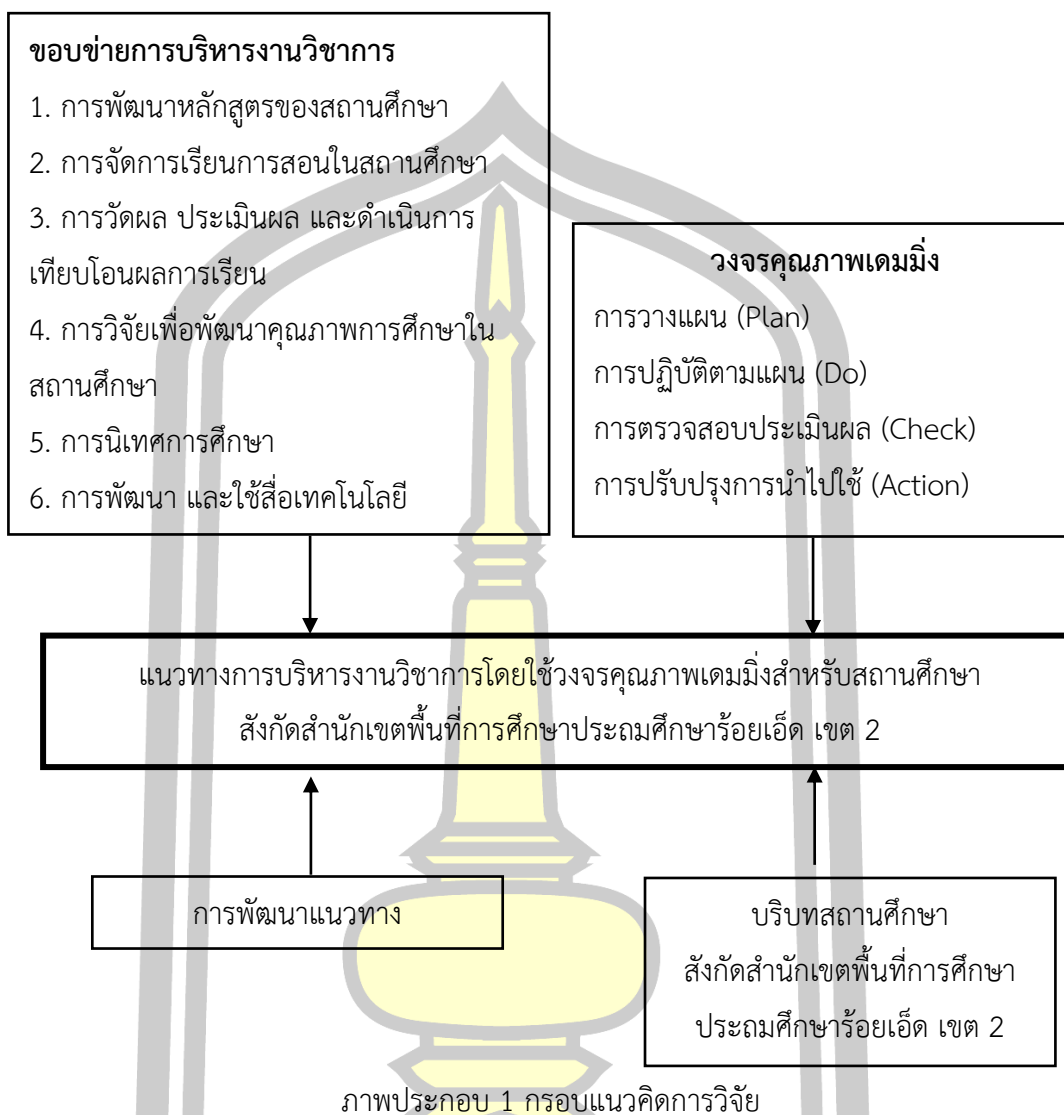 ขอบข่ายการบริหารงานวิชาการ
1. การพัฒนาหลักสูตรของสถานศึกษา
2. การจัดการเรียนการสอนในสถานศึกษา
3. การวัดผล ประเมินผล และดำเนินการ
เทียบโอนผลการเรียน
4. การวิจัยเพื่อพัฒนาคุณภาพการศึกษาใน
สถานศึกษา
5. การนิเทศการศึกษา
6. การพัฒนา และใช้สื่อเทคโนโลยี
วงจรคุณภาพเดมมิ่ง
การวางแผน (Plan)
การปฏิบัติตามแผน (Do)
การตรวจสอบประเมินผล (Check)
การปรับปรุงการนำไปใช้ (Action)
แนวทางการบริหารงานวิชาการโดยใช้วงจรคุณภาพเดมมิ่งสำหรับสถานศึกษา
สังกัดสำนักเขตพื้นที่การศึกษาประถมศึกษาร้อยเอ็ด เขต 2
การพัฒนาแนวทาง
บริบทสถานศึกษา
สังกัดสำนักเขตพื้นที่การศึกษา
ประถมศึกษาร้อยเอ็ด เขต 2
ภาพประกอบ 1 กรอบแนวคิดการวิจัย